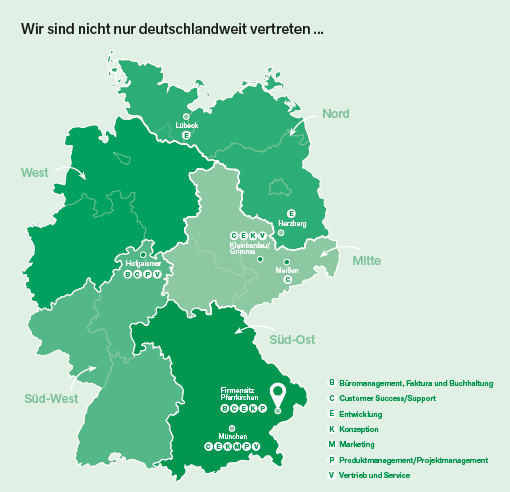 Wir sind nicht nur deutschlandweit vertreten ...
Nord
Lübeck
E
West
E
Herzberg
C E K V
Kleinbardau/
Grimma
Mitte
Hofgeismar
B C P V
Meißen
C
Süd-Ost
Süd-West
Firmensitz
Pfarrkirchen
B C E K P
München
C E K M P V
B Büromanagement, Faktura und Buchhaltung
C Customer Success/Support
E Entwicklung
K Konzeption
M Marketing
P Produktmanagement/Projektmanagement
V Vertrieb und Service